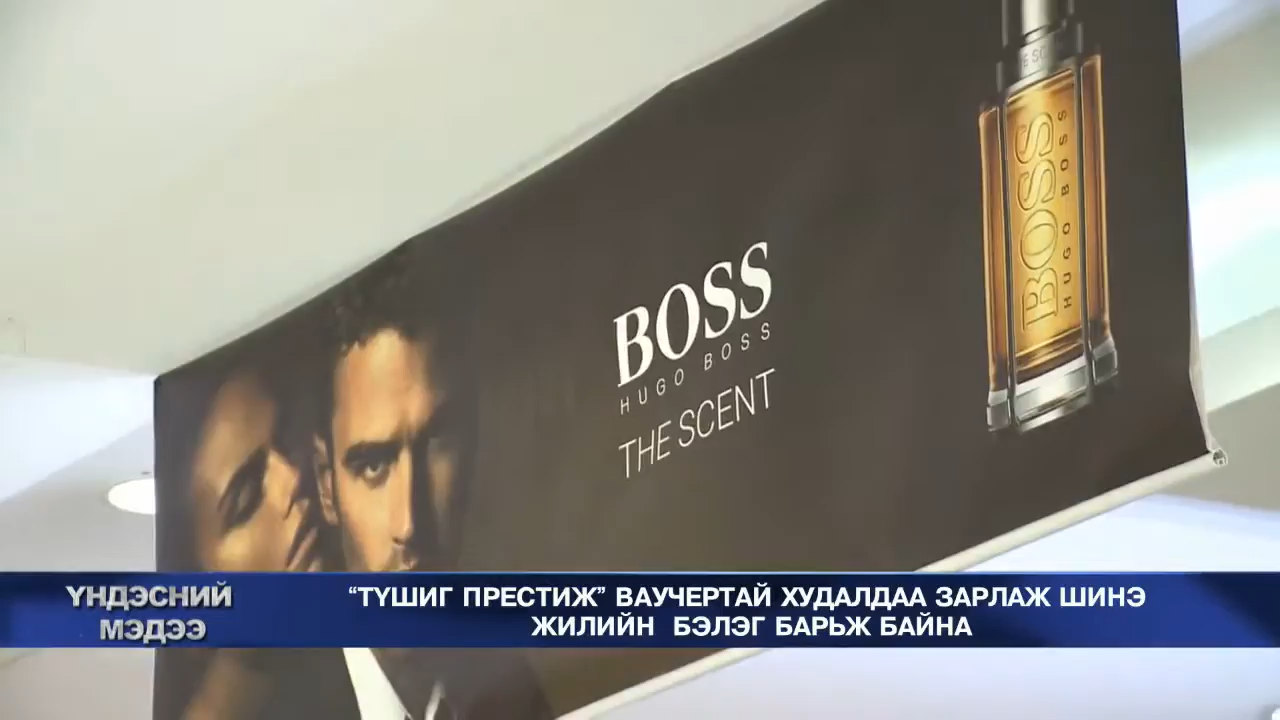 BOSS
HUGO BOSS
THE SCENT
BOSS
HUGO BOSS
ҮНДЭСНИЙ
МЭДЭЭ
“ТҮШИГ ПРЕСТИЖ” ВАУЧЕРТАЙ ХУДАЛДАА ЗАРЛАЖ ШИНЭ
ЖИЛИЙН БЭЛЭГ БАРЬЖ БАЙНА